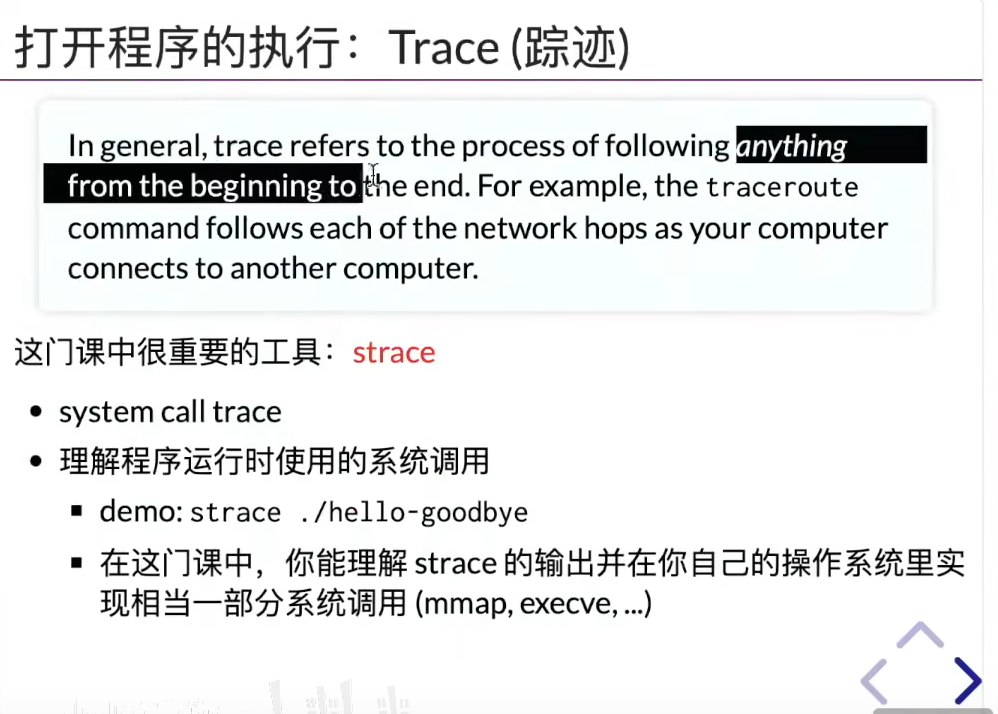 打开程序的执行：Trace (踪迹)
In general, trace refers to the process of following anything
from the beginning to the end. For example, the traceroute
command follows each of the network hops as your computer
connects to another computer.
这门课中很重要的工具：strace
• system call trace
• 理解程序运行时使用的系统调用
▪ demo: strace ./hello-goodbye
▪ 在这门课中，你能理解 strace 的输出并在你自己的操作系统里实
现相当一部分系统调用 (mmap, execve, ...)